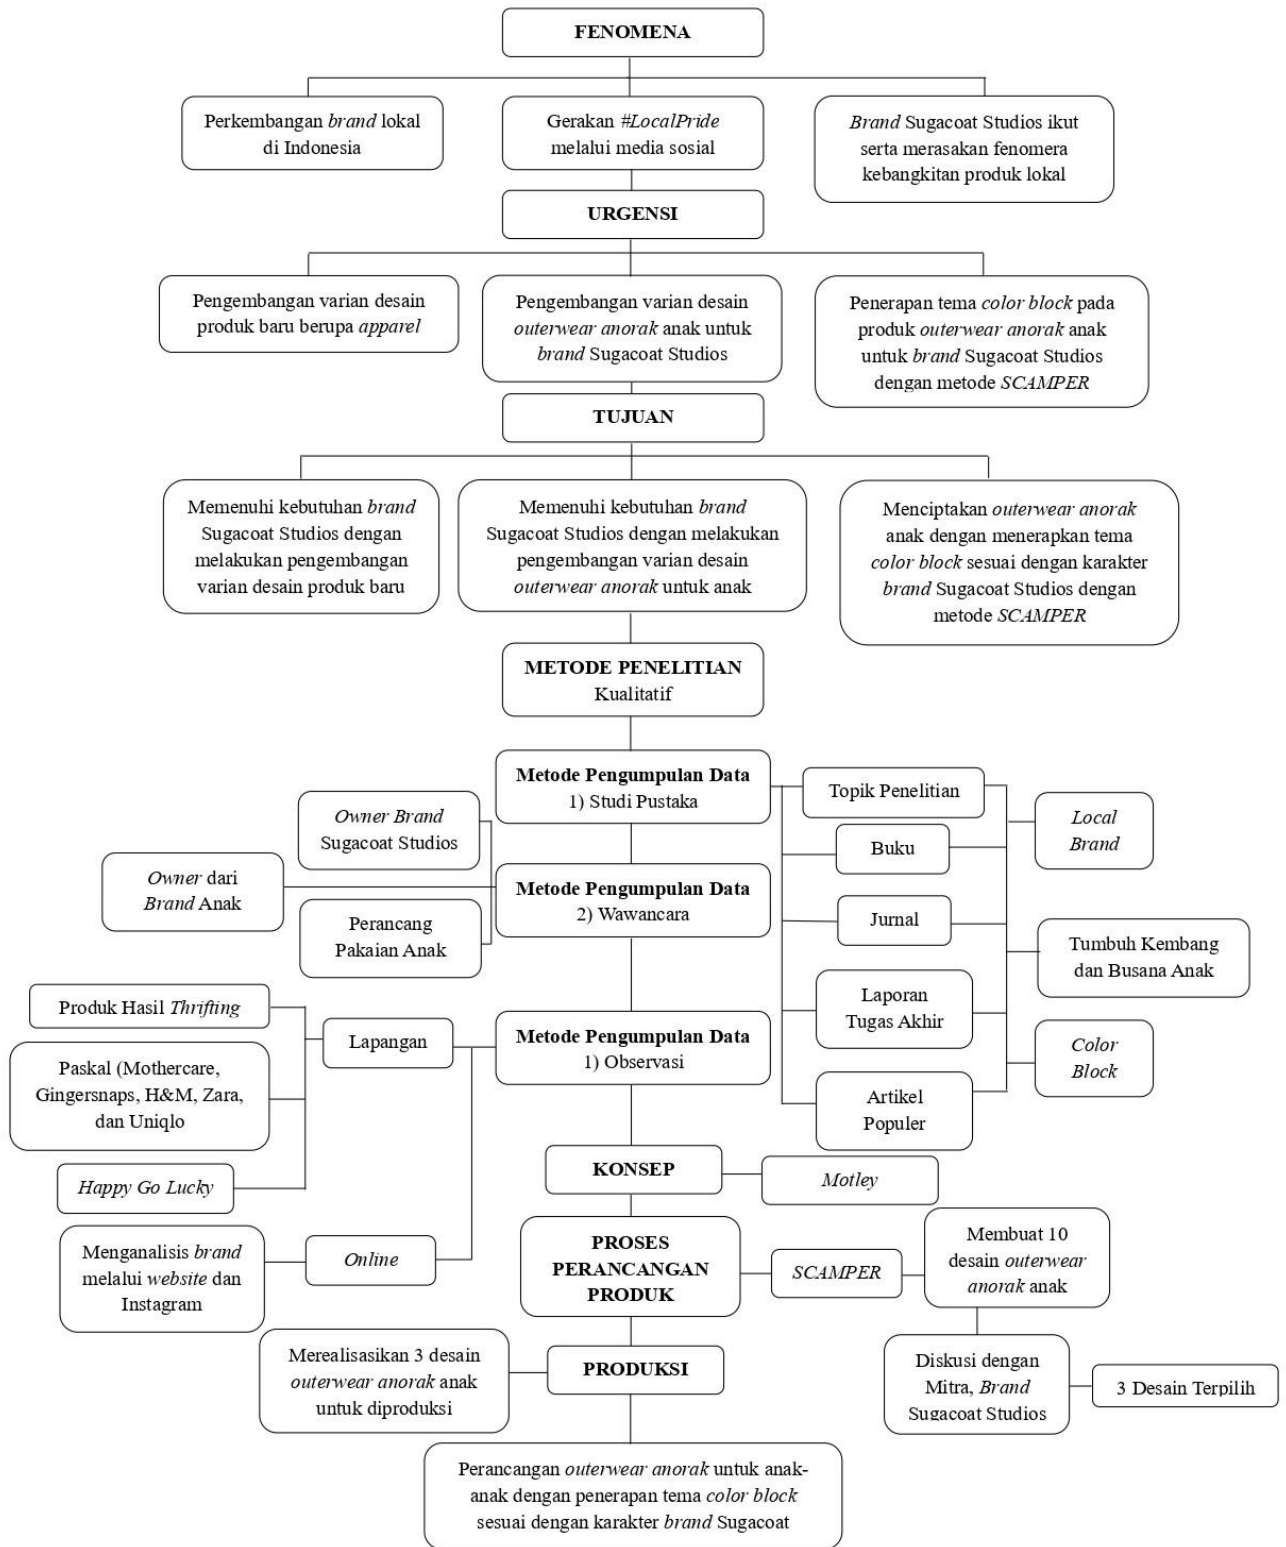 FENOMENA
Perkembangan brand lokal
di Indonesia
Gerakan #LocalPride
melalui media sosial
Brand Sugacoat Studios ikut
serta merasakan fenomera
kebangkitan produk lokal
URGENSI
Pengembangan varian desain
produk baru berupa apparel
Pengembangan varian desain
outerwear anorak anak untuk
brand Sugacoat Studios
Penerapan tema color block pada
produk outerwear anorak anak
untuk brand Sugacoat Studios
dengan metode SCAMPER
TUJUAN
Memenuhi kebutuhan brand
Sugacoat Studios dengan
melakukan pengembangan
varian desain produk baru
Memenuhi kebutuhan brand
Sugacoat Studios dengan melakukan
pengembangan varian desain
outerwear anorak untuk anak
Menciptakan outerwear anorak
anak dengan menerapkan tema
color block sesuai dengan karakter
brand Sugacoat Studios dengan
metode SCAMPER
METODE PENELITIAN
Kualitatif
Metode Pengumpulan Data
1) Studi Pustaka
Topik Penelitian
Buku
Jurnal
Laporan
Tugas Akhir
Artikel
Populer
Local
Brand
Tumbuh Kembang
dan Busana Anak
Color
Block
Metode Pengumpulan Data
2) Wawancara
Owner Brand
Sugacoat Studios
Owner dari
Brand Anak
Perancang
Pakaian Anak
Metode Pengumpulan Data
1) Observasi
Lapangan
Produk Hasil Thrifting
Paskal (Mothercare,
Gingersnaps, H&M, Zara,
dan Uniqlo
Happy Go Lucky
Online
Menganalisis brand
melalui website dan
Instagram
KONSEP
Motley
PROSES
PERANCANGAN
PRODUK
SCAMPER
Membuat 10
desain outerwear
anorak anak
Diskusi dengan
Mitra, Brand
Sugacoat Studios
3 Desain Terpilih
PRODUKSI
Merealisasikan 3 desain
outerwear anorak anak
untuk diproduksi
Perancangan outerwear anorak untuk anak-
anak dengan penerapan tema color block
sesuai dengan karakter brand Sugacoat